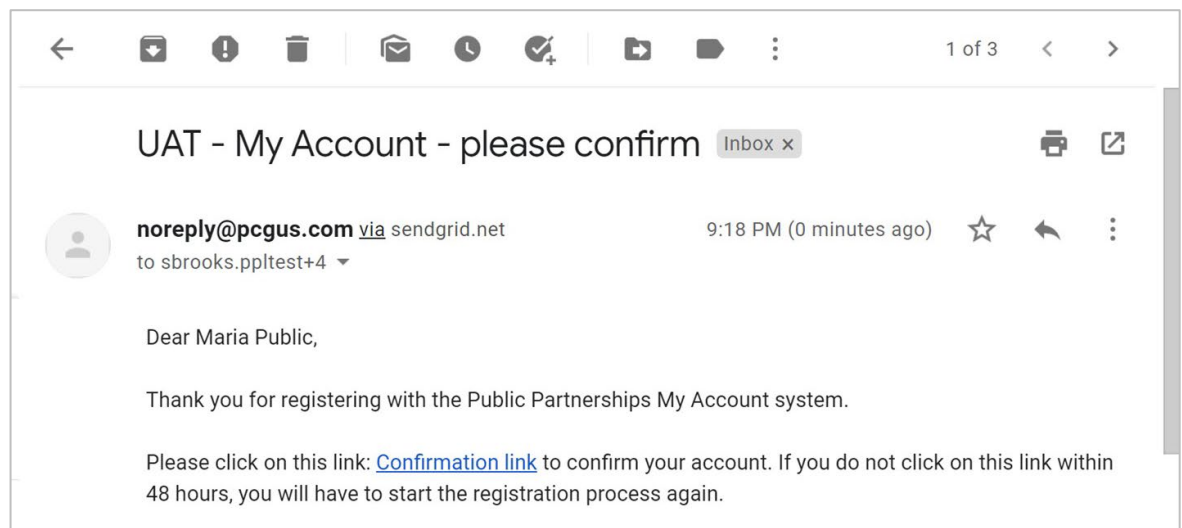 1 of 3
UAT - My Account - please confirm Inbox x
noreply@pcgus.com via sendgrid.net 9:18 PM (0 minutes ago)
to sbrooks.ppltest+4
Dear Maria Public,
Thank you for registering with the Public Partnerships My Account system.
Please click on this link: Confirmation link to confirm your account. If you do not click on this link within
48 hours, you will have to start the registration process again.